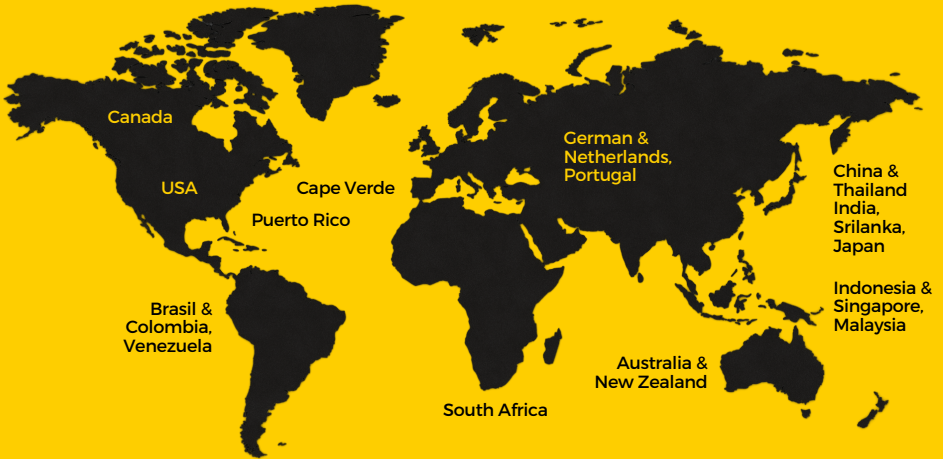 Canada
USA
Cape Verde
Puerto Rico
German &
Netherlands,
Portugal
China &
Thailand
India,
Srilanka,
Japan
Brasil &
Colombia,
Venezuela
Indonesia &
Singapore,
Malaysia
Australia &
New Zealand
South Africa